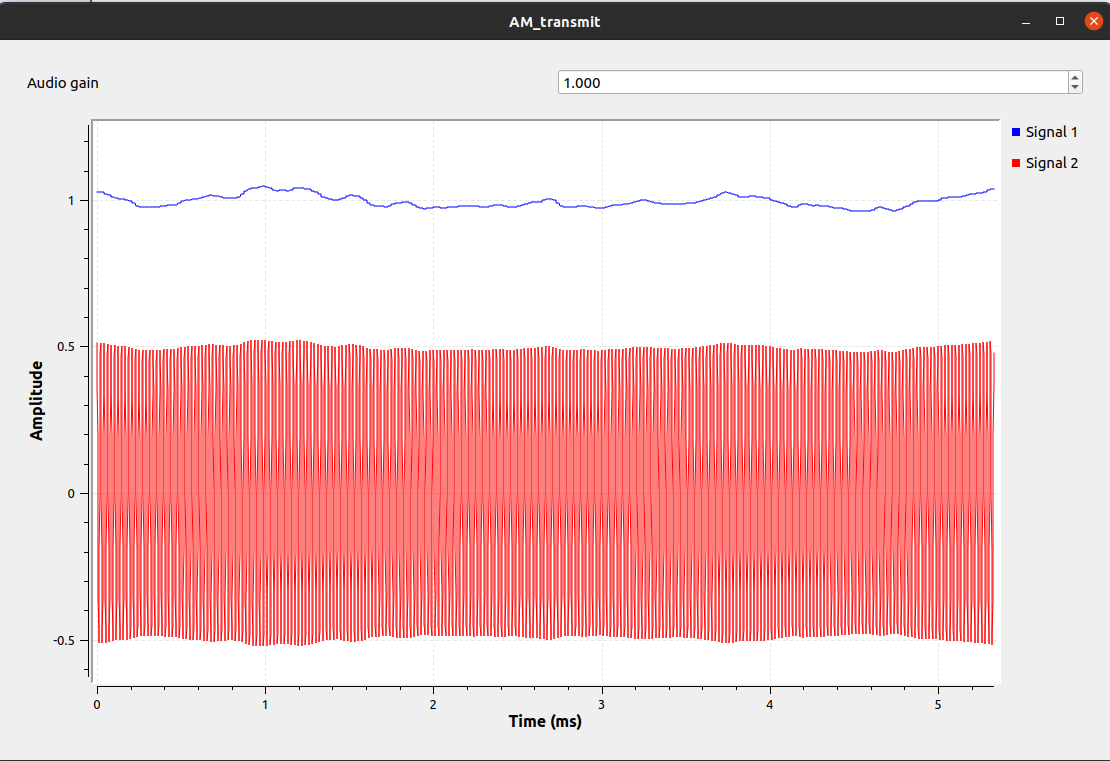 AM_transmit
Audio gain 1.000
Signal 1
Signal 2
1
0.5
0
-0.5
Amplitude
0 1 2 3 4 5
Time (ms)